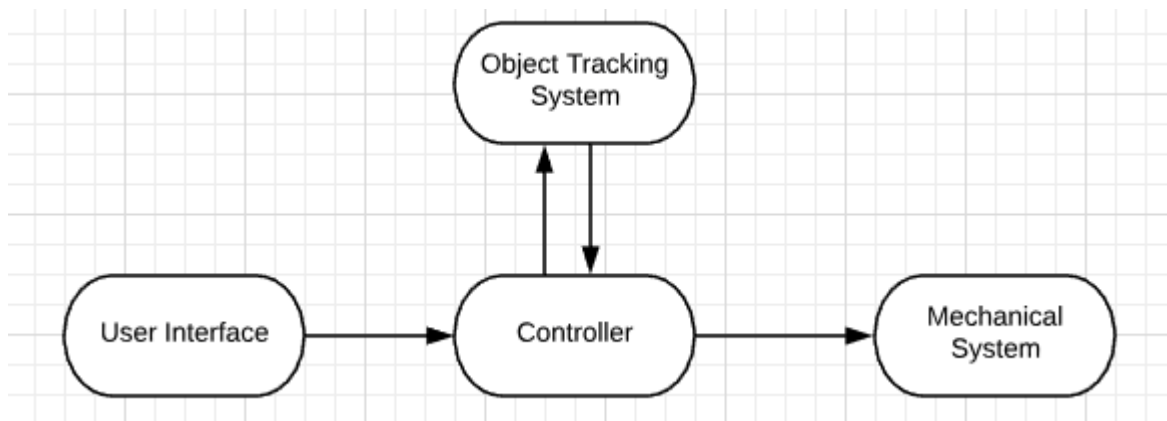 Object Tracking
System
User Interface
Controller
Mechanical
System